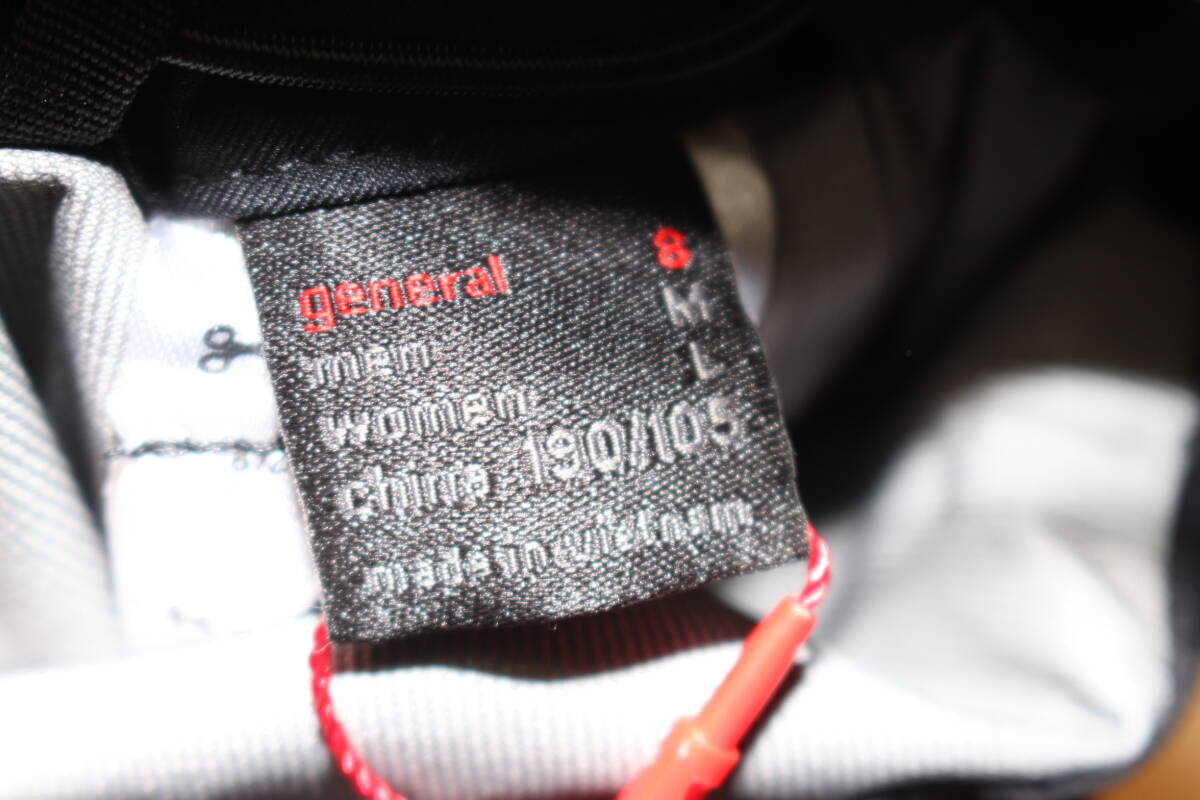 general 8
men M
women L
china 190/105
made in vietnam